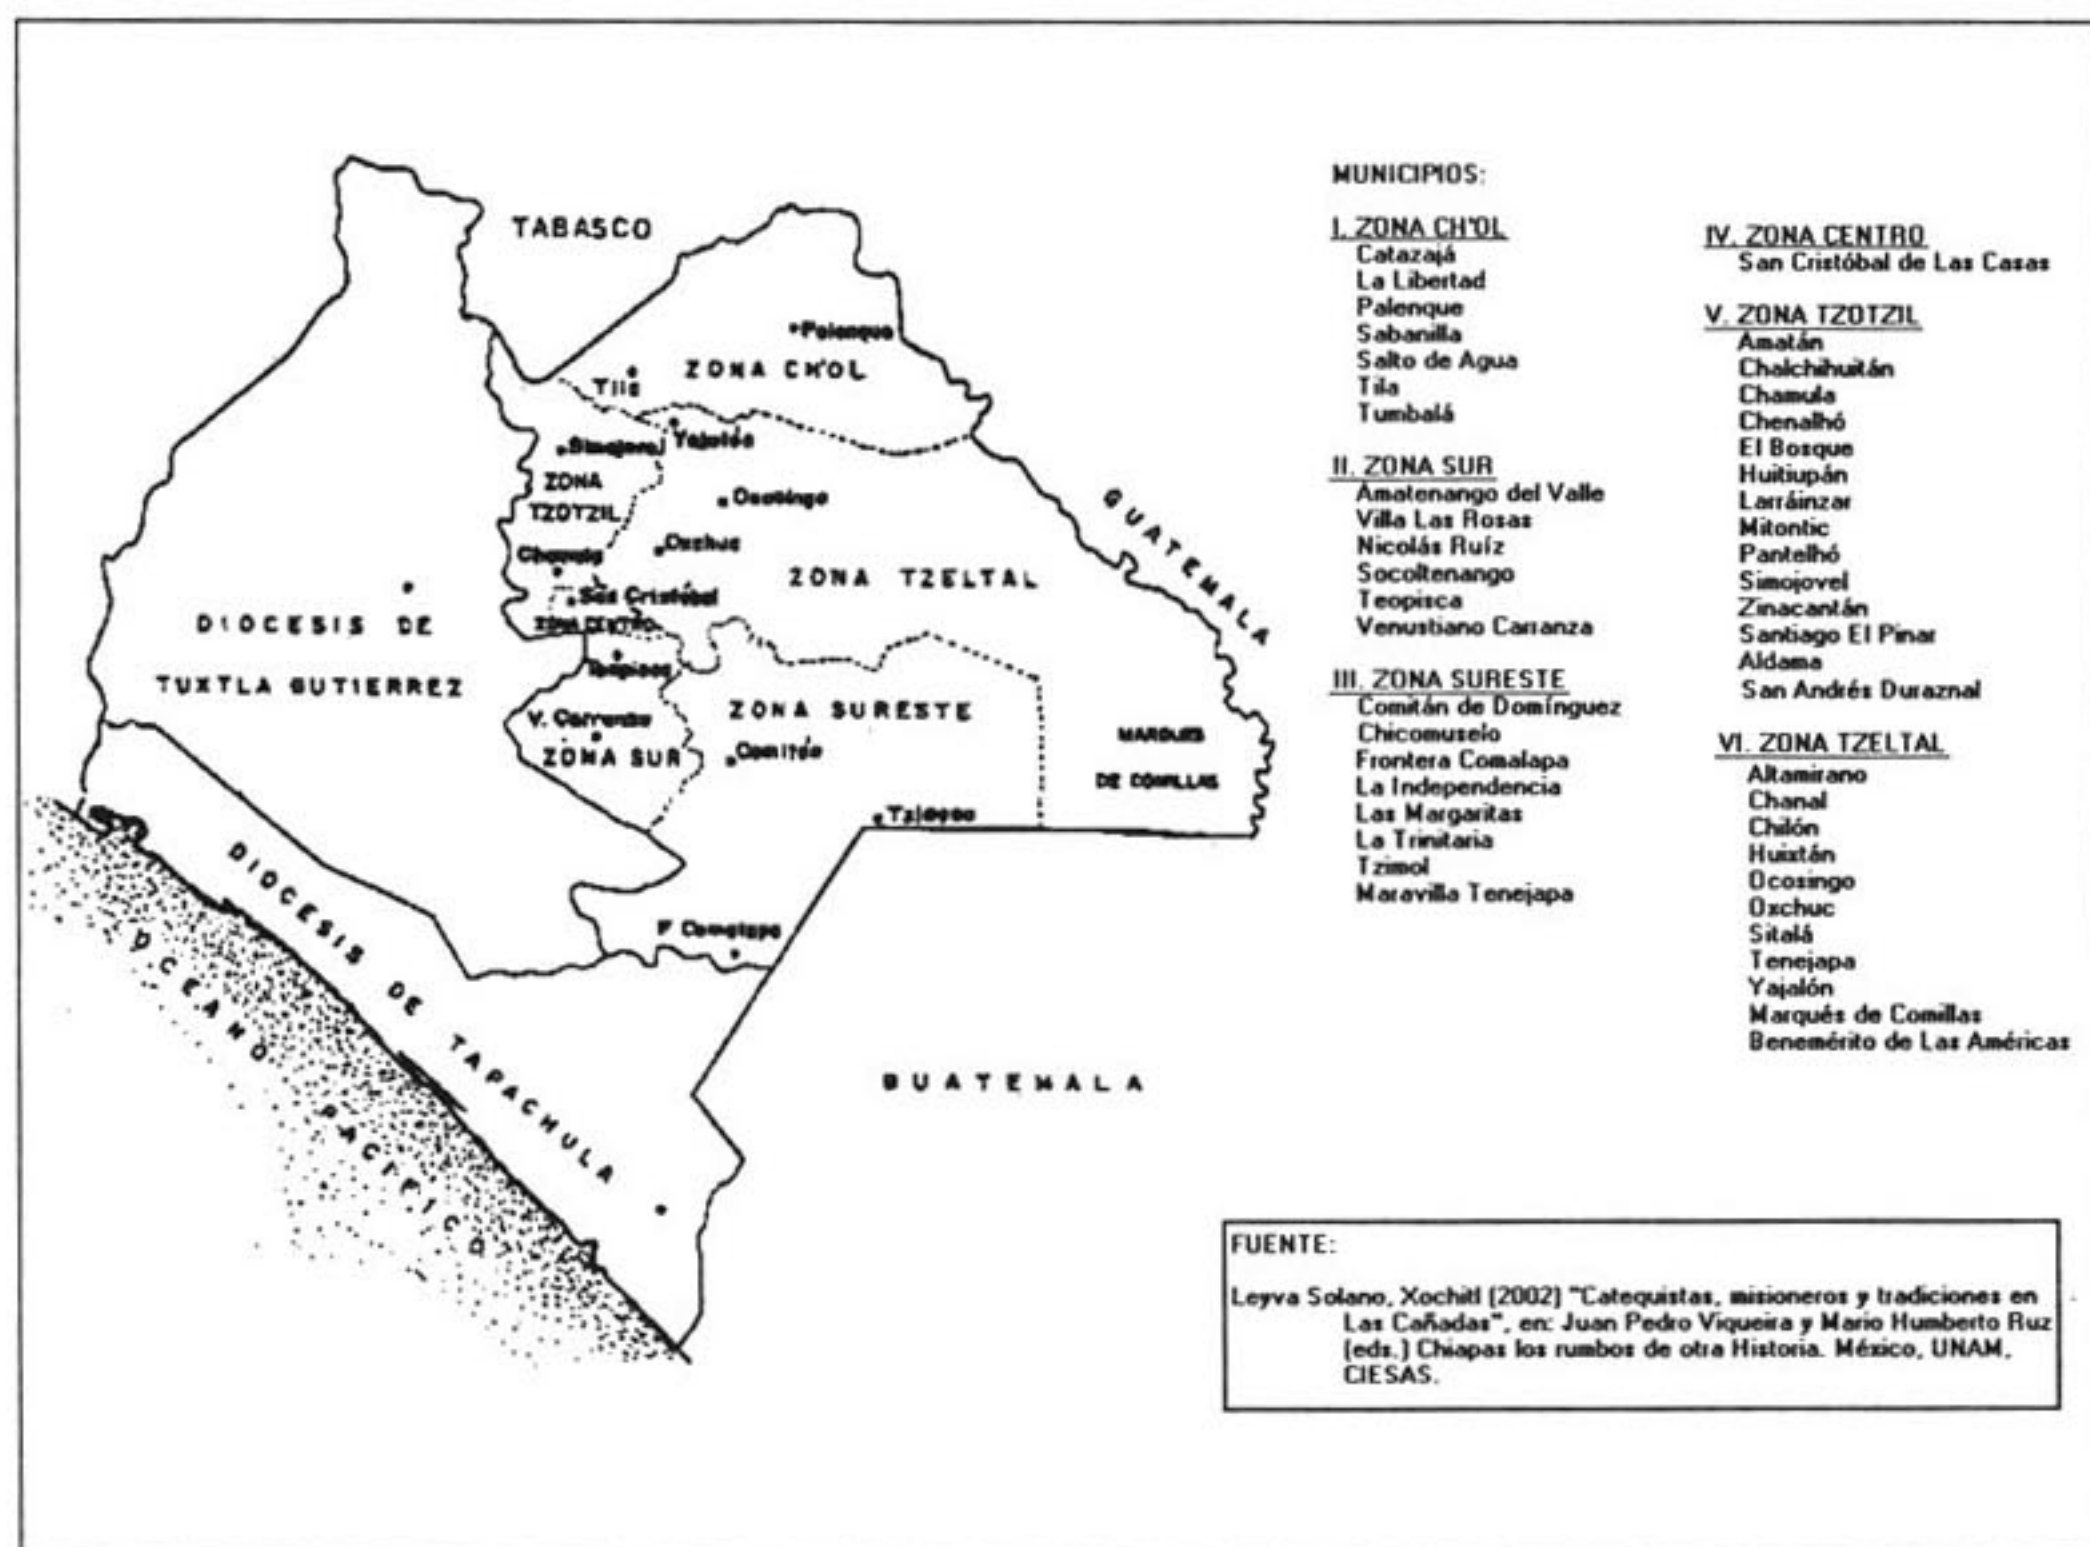 TABASCO
Palenque
ZONA CH'OL
Tila
Simojovel
Yajalón
ZONA
TZOTZIL
Ocosingo
Oxchuc
Chamula
ZONA TZELTAL
San Cristóbal
ZONA CENTRO
GUATEMALA
DIOCESIS DE
TUXTLA GUTIERREZ
Teopisca
V. Carranza
ZONA SUR
ZONA SURESTE
Comitán
MARQUES
DE COMILLAS
Tziscao
F Comalapa
DIOCESIS DE TAPACHULA
OCEANO PACIFICO
GUATEMALA
MUNICIPIOS:
I. ZONA CH'OL
Catazajá
La Libertad
Palenque
Sabanilla
Salto de Agua
Tila
Tumbalá
II. ZONA SUR
Amatenango del Valle
Villa Las Rosas
Nicolás Ruíz
Socoltenango
Teopisca
Venustiano Carranza
III. ZONA SURESTE
Comitán de Domínguez
Chicomuselo
Frontera Comalapa
La Independencia
Las Margaritas
La Trinitaria
Tzimol
Maravilla Tenejapa
IV. ZONA CENTRO
San Cristóbal de Las Casas
V. ZONA TZOTZIL
Amatán
Chalchihuitán
Chamula
Chenalhó
El Bosque
Huitiupán
Larráinzar
Mitontic
Pantelhó
Simojovel
Zinacantán
Santiago El Pinar
Aldama
San Andrés Duraznal
VI. ZONA TZELTAL
Altamirano
Chanal
Chilón
Huixtán
Ocosingo
Oxchuc
Sitalá
Tenejapa
Yajalón
Marqués de Comillas
Benemérito de Las Américas
FUENTE:
Leyva Solano, Xochitl (2002) "Catequistas, misioneros y tradiciones en
Las Cañadas", en: Juan Pedro Viqueira y Mario Humberto Ruz
(eds.) Chiapas los rumbos de otra Historia. México, UNAM,
CIESAS.